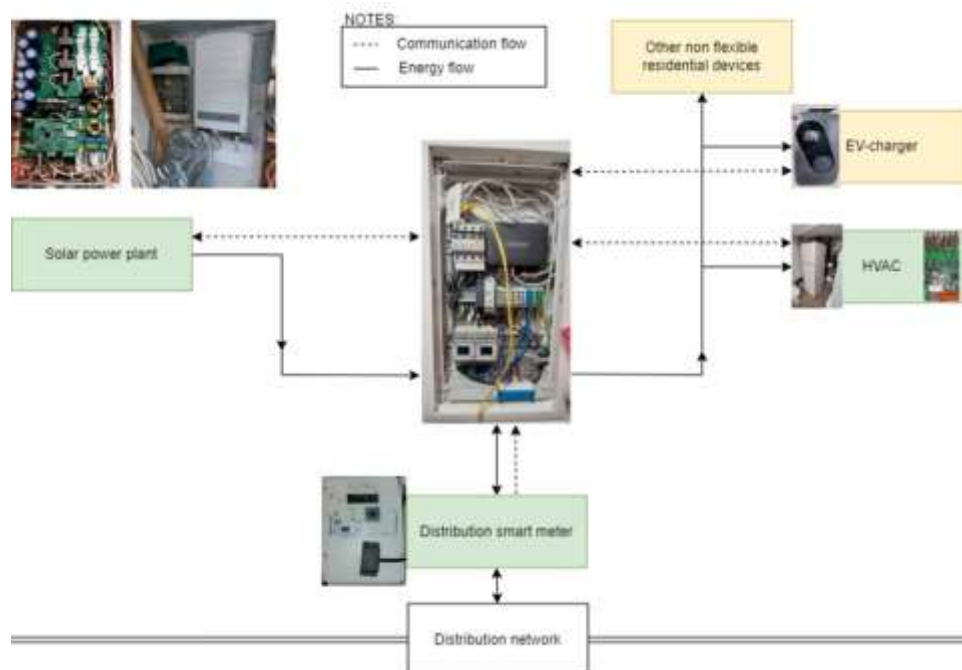 NOTES:
Communication flow
Energy flow
Other non flexible
residential devices
EV-charger
Solar power plant
HVAC
Distribution smart meter
Distribution network